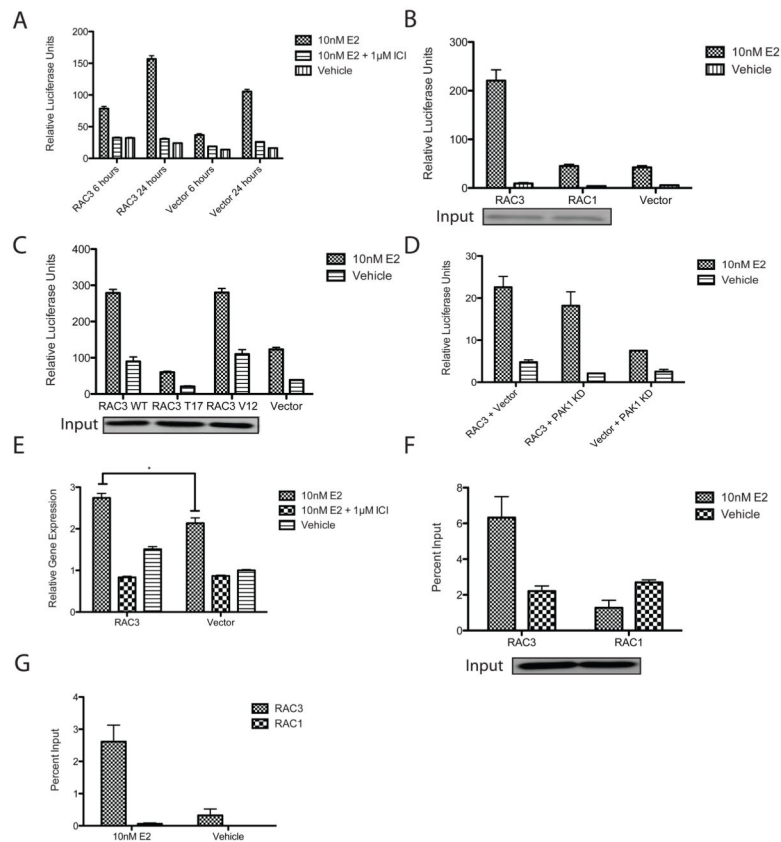 A
Relative Luciferase Units
200
150
100
50
0
RAC3 6 hours
RAC3 24 hours
Vector 6 hours
Vector 24 hours
10nM E2
10nM E2 + 1µM ICI
Vehicle
B
Relative Luciferase Units
300
200
100
0
RAC3 RAC1 Vector
Input
10nM E2
Vehicle
C
Relative Luciferase Units
400
300
200
100
0
RAC3 WT RAC3 T17 RAC3 V12 Vector
Input
10nM E2
Vehicle
D
Relative Luciferase Units
30
20
10
0
RAC3 + Vector
RAC3 + PAK1 KD
Vector + PAK1 KD
10nM E2
Vehicle
E
Relative Gene Expression
3
2
1
0
*
RAC3 Vector
10nM E2
10nM E2 + 1µM ICI
Vehicle
F
Percent Input
8
6
4
2
0
RAC3 RAC1
Input
10nM E2
Vehicle
G
Percent Input
4
3
2
1
0
10nM E2 Vehicle
RAC3
RAC1